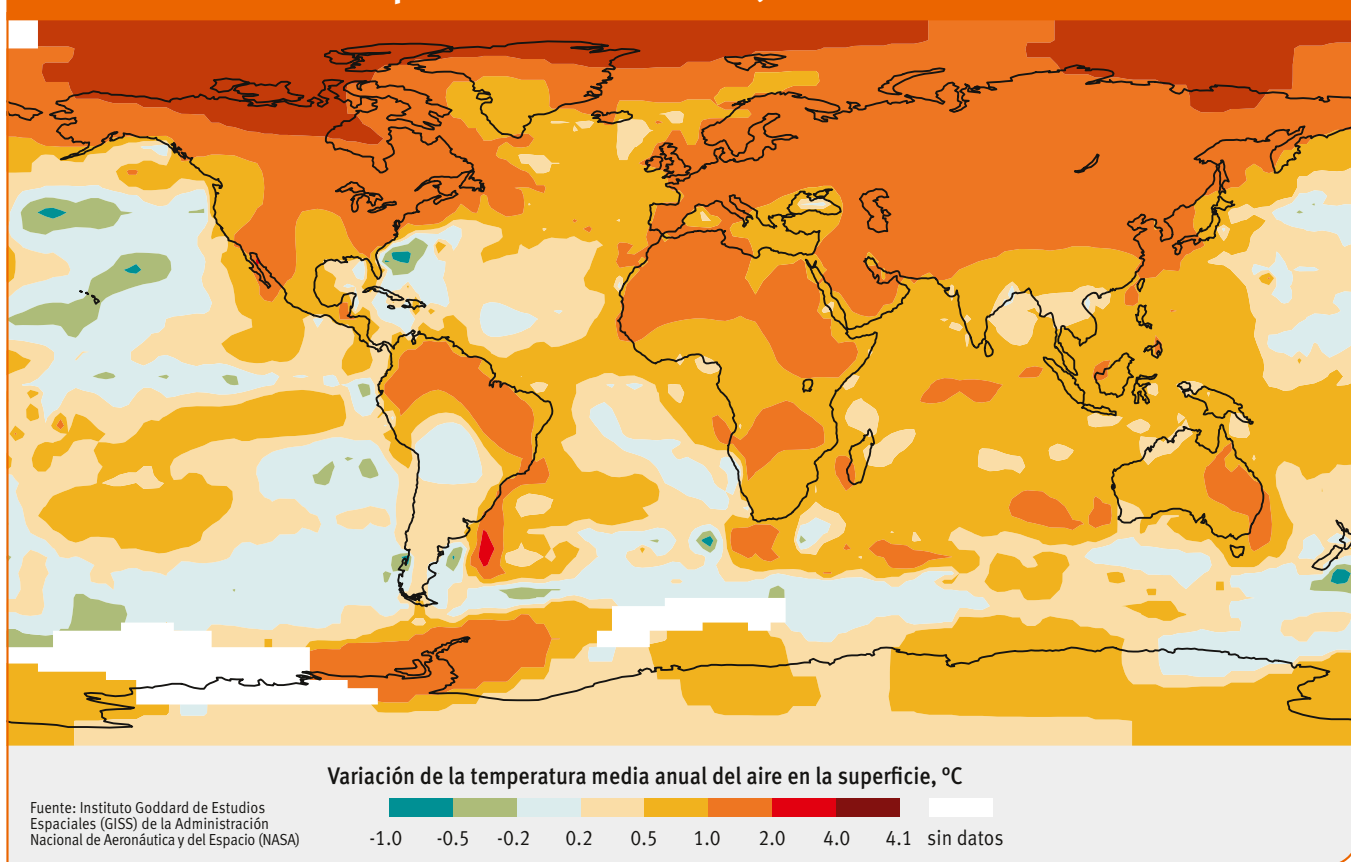 Variación de la temperatura media anual del aire en la superficie, ºC
Fuente: Instituto Goddard de Estudios
Espaciales (GISS) de la Administración
Nacional de Aeronáutica y del Espacio (NASA)
-1.0 -0.5 -0.2 0.2 0.5 1.0 2.0 4.0 4.1 sin datos